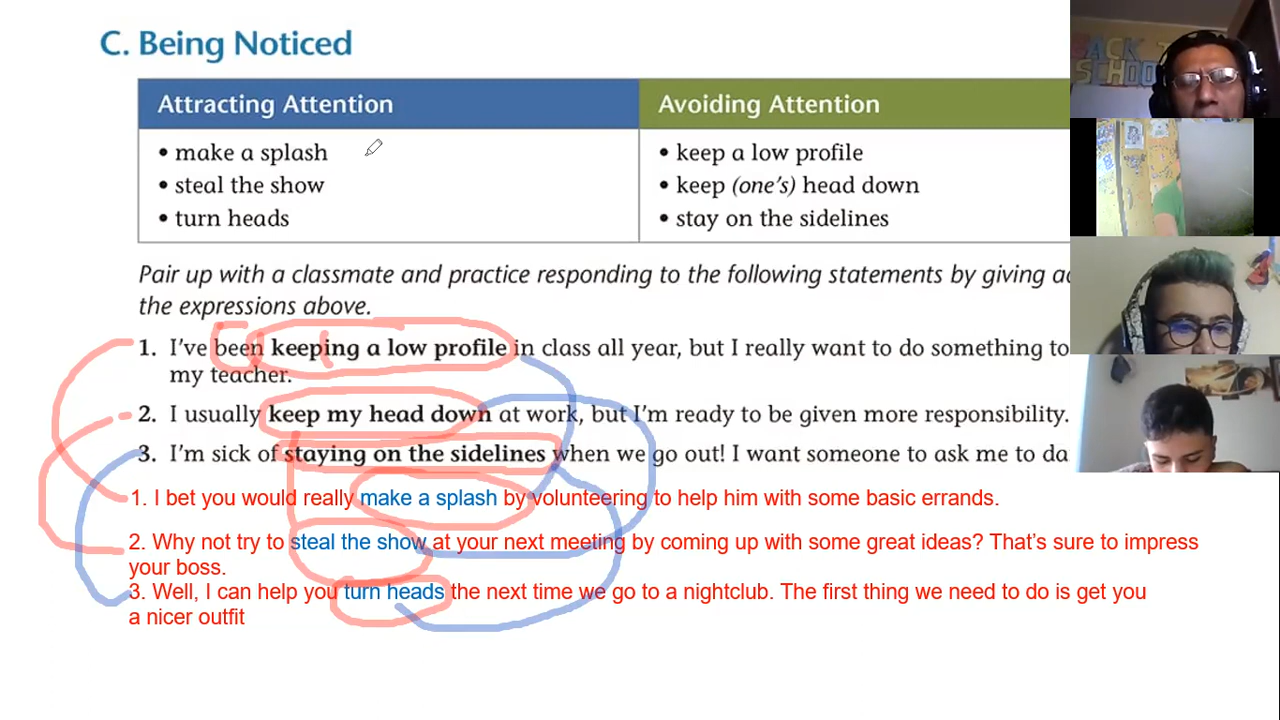 C. Being Noticed
Attracting Attention
Avoiding Attention
• make a splash
• keep a low profile
• steal the show
• keep (one's) head down
• turn heads
• stay on the sidelines
Pair up with a classmate and practice responding to the following statements by giving
the expressions above.
1. I've been keeping a low profile in class all year, but I really want to do something to
my teacher.
2. I usually keep my head down at work, but I'm ready to be given more responsibility.
3. I'm sick of staying on the sidelines when we go out! I want someone to ask me to da
1. I bet you would really make a splash by volunteering to help him with some basic errands.
2. Why not try to steal the show at your next meeting by coming up with some great ideas? That's sure to impress
your boss.
3. Well, I can help you turn heads the next time we go to a nightclub. The first thing we need to do is get you
a nicer outfit